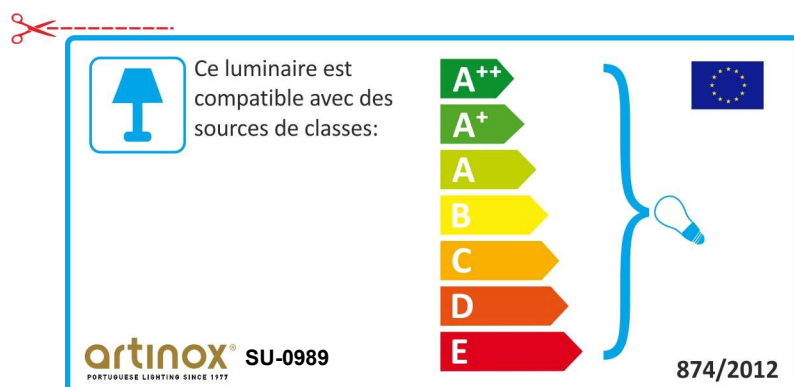 Ce luminaire est
compatible avec des
sources de classes:
A++
A+
A
B
C
D
E
artinox® SU-0989
PORTUGUESE LIGHTING SINCE 1977
874/2012